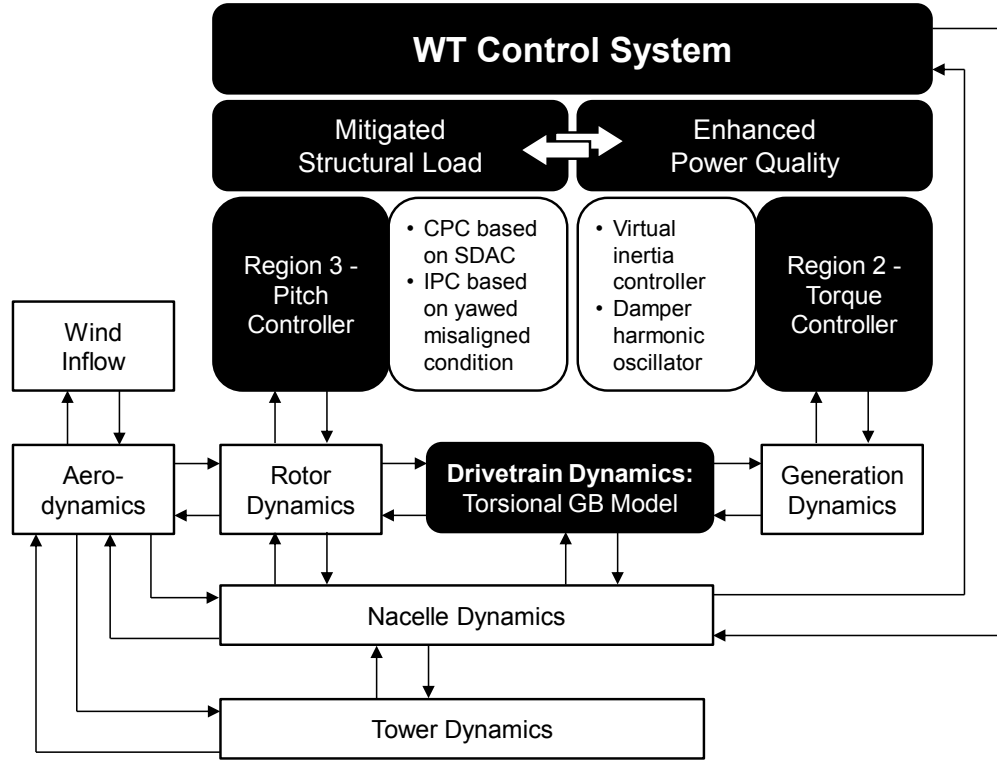 WT Control System
Mitigated
Structural Load
Enhanced
Power Quality
Region 3 -
Pitch
Controller
• CPC based
on SDAC
• IPC based
on yawed
misaligned
condition
• Virtual
inertia
controller
• Damper
harmonic
oscillator
Region 2 -
Torque
Controller
Wind
Inflow
Aero-
dynamics
Rotor
Dynamics
Drivetrain Dynamics:
Torsional GB Model
Generation
Dynamics
Nacelle Dynamics
Tower Dynamics